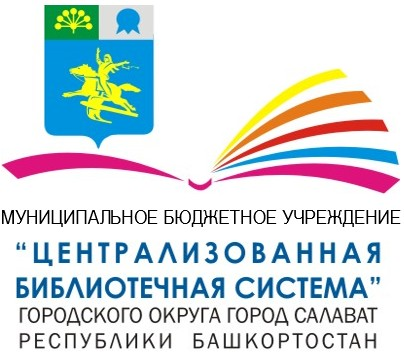 МУНИЦИПАЛЬНОЕ БЮДЖЕТНОЕ УЧРЕЖДЕНИЕ
“ЦЕНТРАЛИЗОВАННАЯ
БИБЛИОТЕЧНАЯ СИСТЕМА”
ГОРОДСКОГО ОКРУГА ГОРОД САЛАВАТ
РЕСПУБЛИКИ БАШКОРТОСТАН